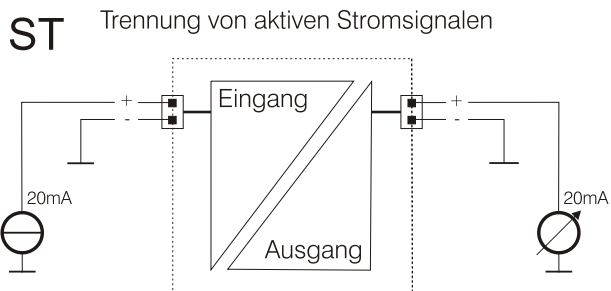 ST
Trennung von aktiven Stromsignalen
Eingang
+
-
+
-
20mA
20mA
Ausgang